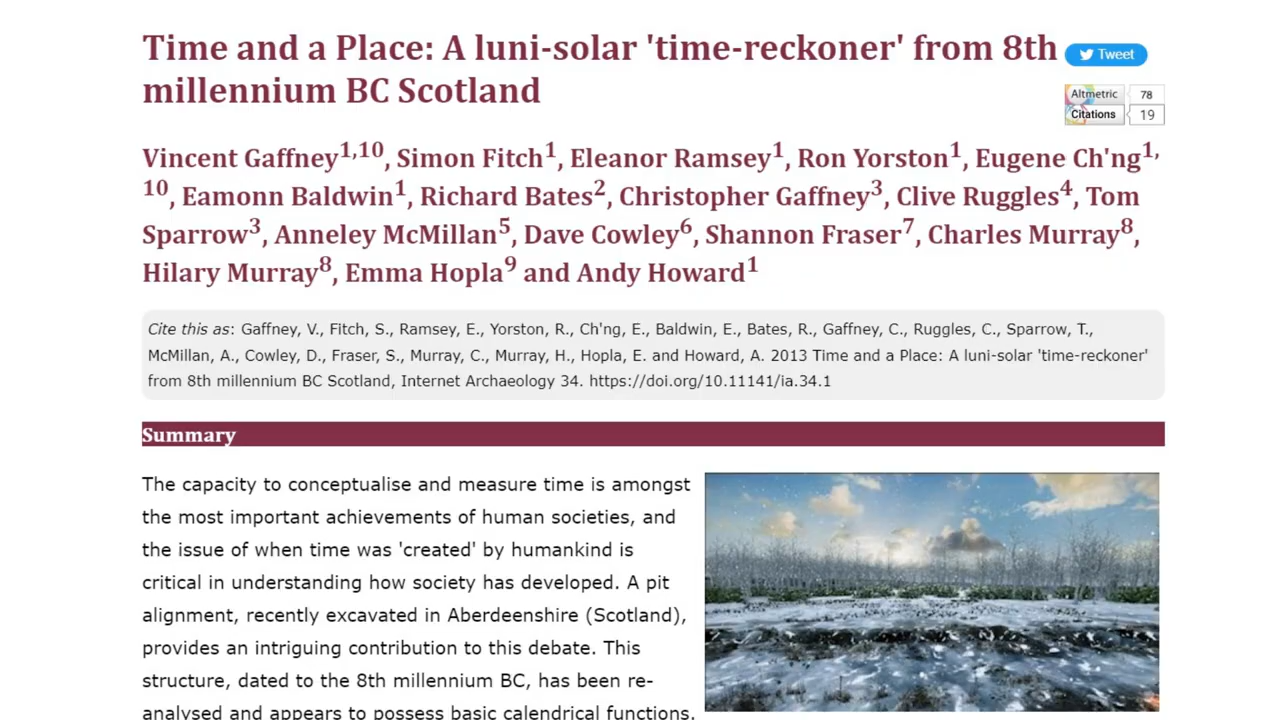 Time and a Place: A luni-solar 'time-reckoner' from 8th
millennium BC Scotland
Tweet
Altmetric 78
Citations 19
Vincent Gaffney1,10, Simon Fitch1, Eleanor Ramsey1, Ron Yorston1, Eugene Ch'ng1,
10, Eamonn Baldwin1, Richard Bates2, Christopher Gaffney3, Clive Ruggles4, Tom
Sparrow3, Anneley McMillan5, Dave Cowley6, Shannon Fraser7, Charles Murray8,
Hilary Murray8, Emma Hopla9 and Andy Howard1
Cite this as: Gaffney, V., Fitch, S., Ramsey, E., Yorston, R., Ch'ng, E., Baldwin, E., Bates, R., Gaffney, C., Ruggles, C., Sparrow, T.,
McMillan, A., Cowley, D., Fraser, S., Murray, C., Murray, H., Hopla, E. and Howard, A. 2013 Time and a Place: A luni-solar 'time-reckoner'
from 8th millennium BC Scotland, Internet Archaeology 34. https://doi.org/10.11141/ia.34.1
Summary
The capacity to conceptualise and measure time is amongst
the most important achievements of human societies, and
the issue of when time was 'created' by humankind is
critical in understanding how society has developed. A pit
alignment, recently excavated in Aberdeenshire (Scotland),
provides an intriguing contribution to this debate. This
structure, dated to the 8th millennium BC, has been re-
analysed and appears to possess basic calendrical functions.